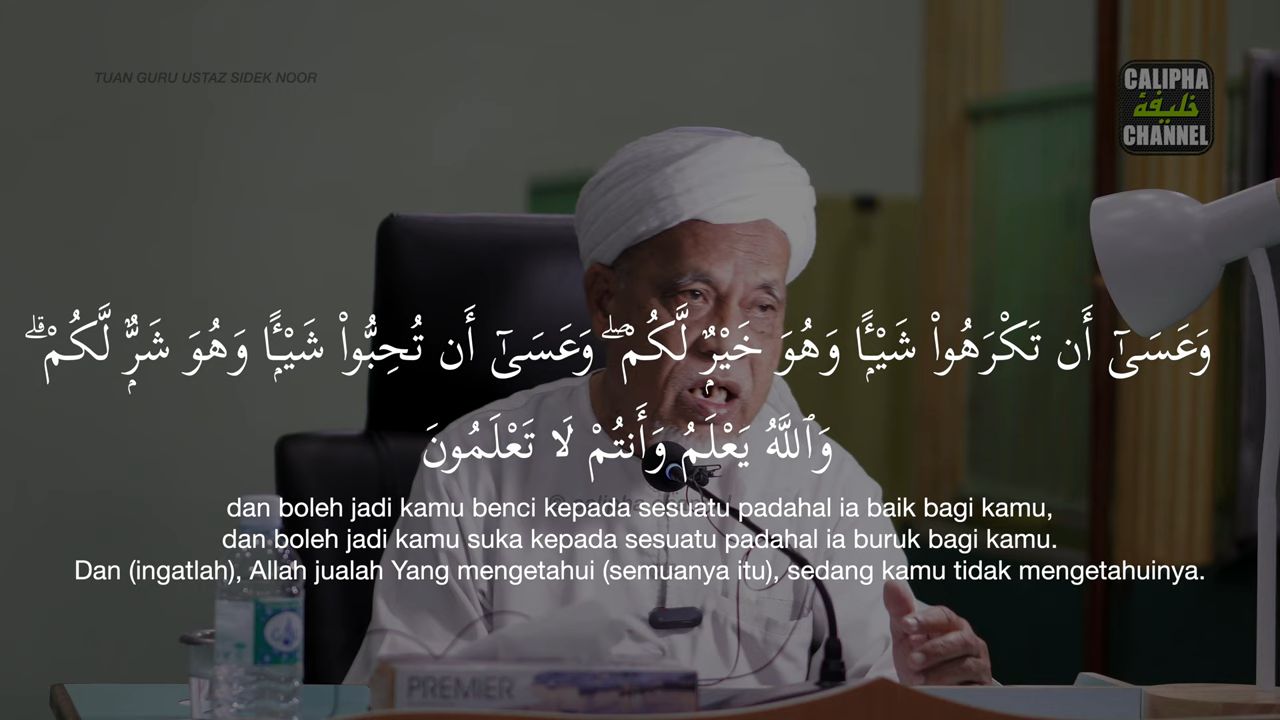 TUAN GURU USTAZ SIDEK NOOR
CALIPHA
خليفة
CHANNEL
وَعَسَىٰٓ أَن تَكْرَهُوا۟ شَيْـًۭٔا وَهُوَ خَيْرٌۭ لَّكُمْ ۖ وَعَسَىٰٓ أَن تُحِبُّوا۟ شَيْـًۭٔا وَهُوَ شَرٌّۭ لَّكُمْ ۗ
وَٱللَّهُ يَعْلَمُ وَأَنتُمْ لَا تَعْلَمُونَ
dan boleh jadi kamu benci kepada sesuatu padahal ia baik bagi kamu,
dan boleh jadi kamu suka kepada sesuatu padahal ia buruk bagi kamu.
Dan (ingatlah), Allah jualah Yang mengetahui (semuanya itu), sedang kamu tidak mengetahuinya.
PREMIER